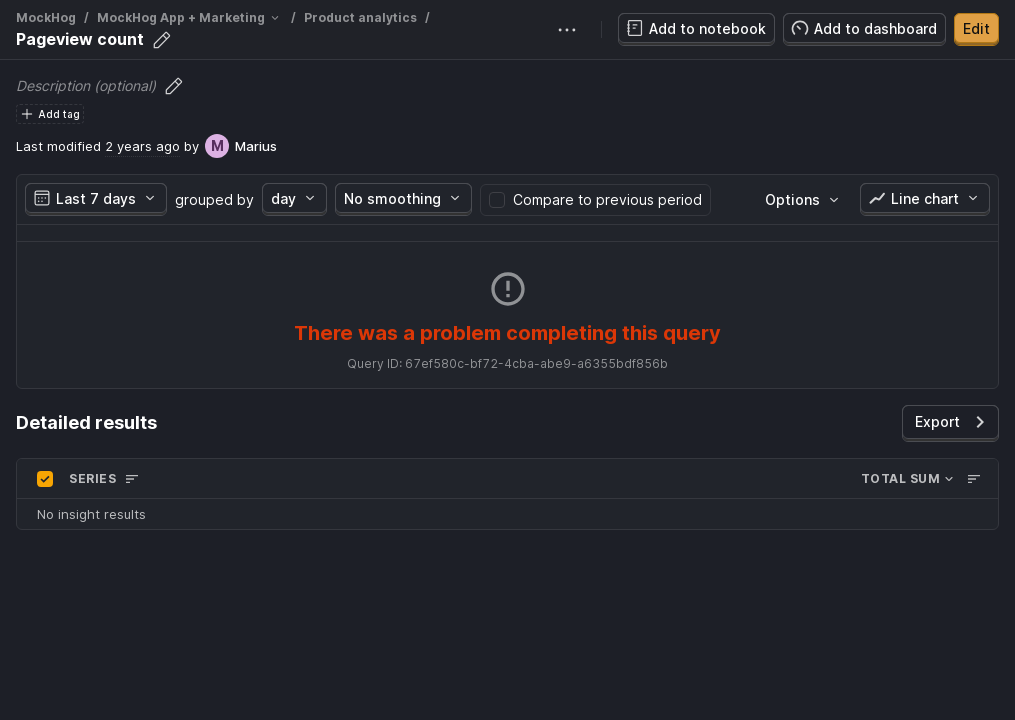 MockHog / MockHog App + Marketing / Product analytics /
Pageview count
Add to notebook
Add to dashboard
Edit
Description (optional)
Add tag
Last modified 2 years ago by M Marius
Last 7 days grouped by day No smoothing Compare to previous period Options Line chart
There was a problem completing this query
Query ID: 67ef580c-bf72-4cba-abe9-a6355bdf856b
Detailed results
Export
SERIES TOTAL SUM
No insight results